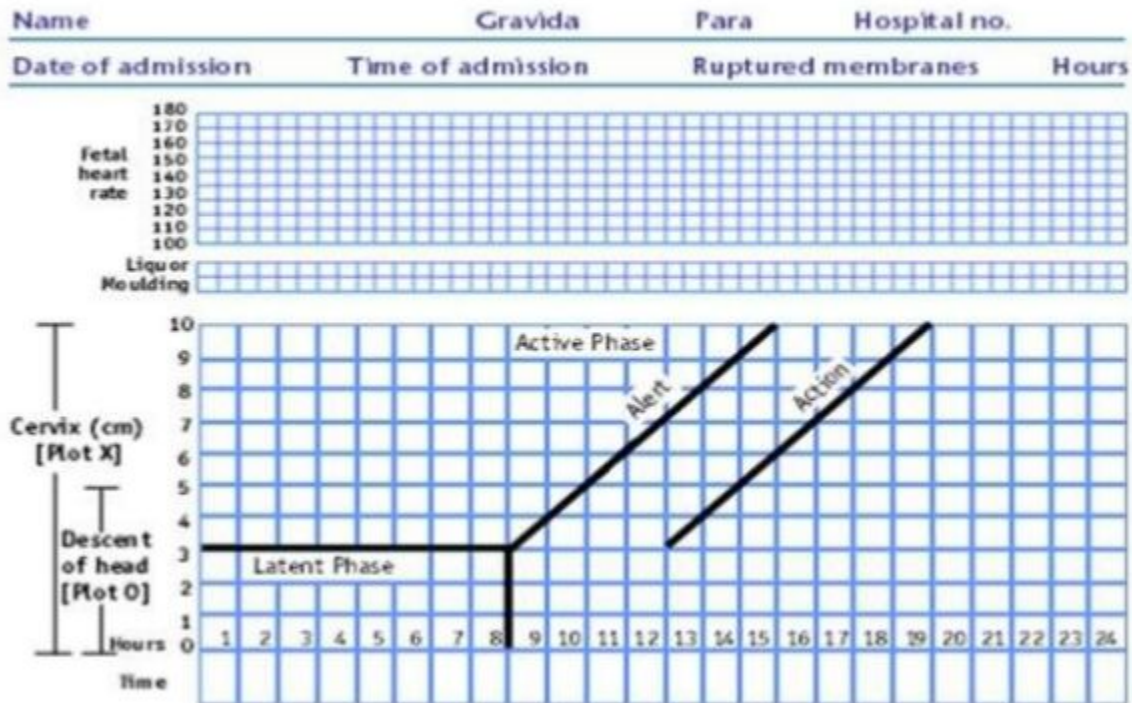 Name Gravida Para Hospital no.
Date of admission Time of admission Ruptured membranes Hours
180
170
160
150
140
130
120
110
100
Fetal
heart
rate
Liquor
Moulding
10
9
8
7
6
5
4
3
2
1
0
Cervix (cm)
[Plot X]
Descent
of head
[Plot O]
Active Phase
Alert
Action
Latent Phase
Hours 1 2 3 4 5 6 7 8 9 10 11 12 13 14 15 16 17 18 19 20 21 22 23 24
Time